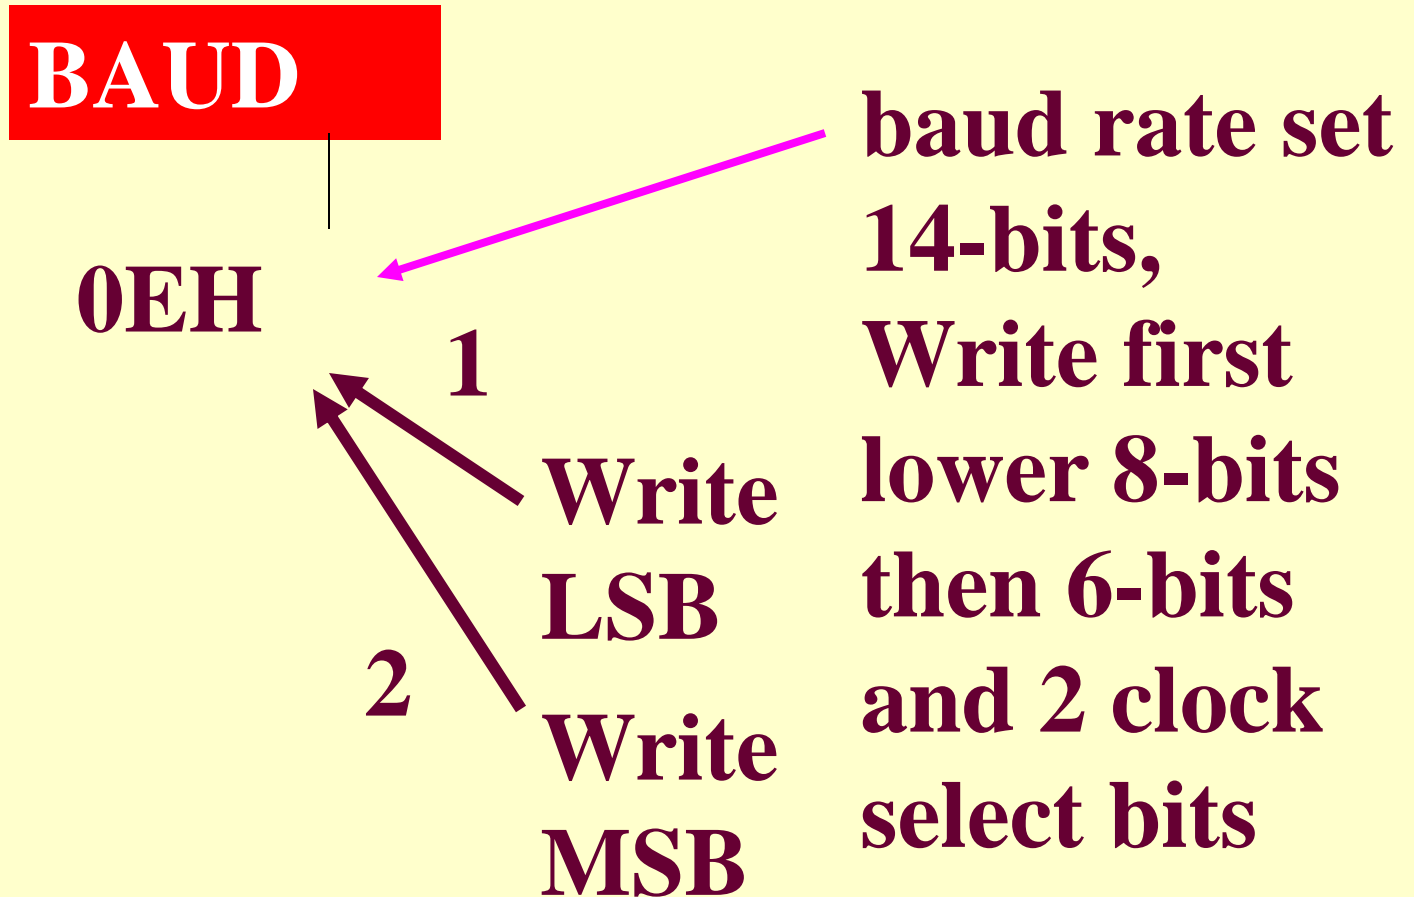 BAUD
0EH
1
Write
LSB
2
Write
MSB
baud rate set
14-bits,
Write first
lower 8-bits
then 6-bits
and 2 clock
select bits